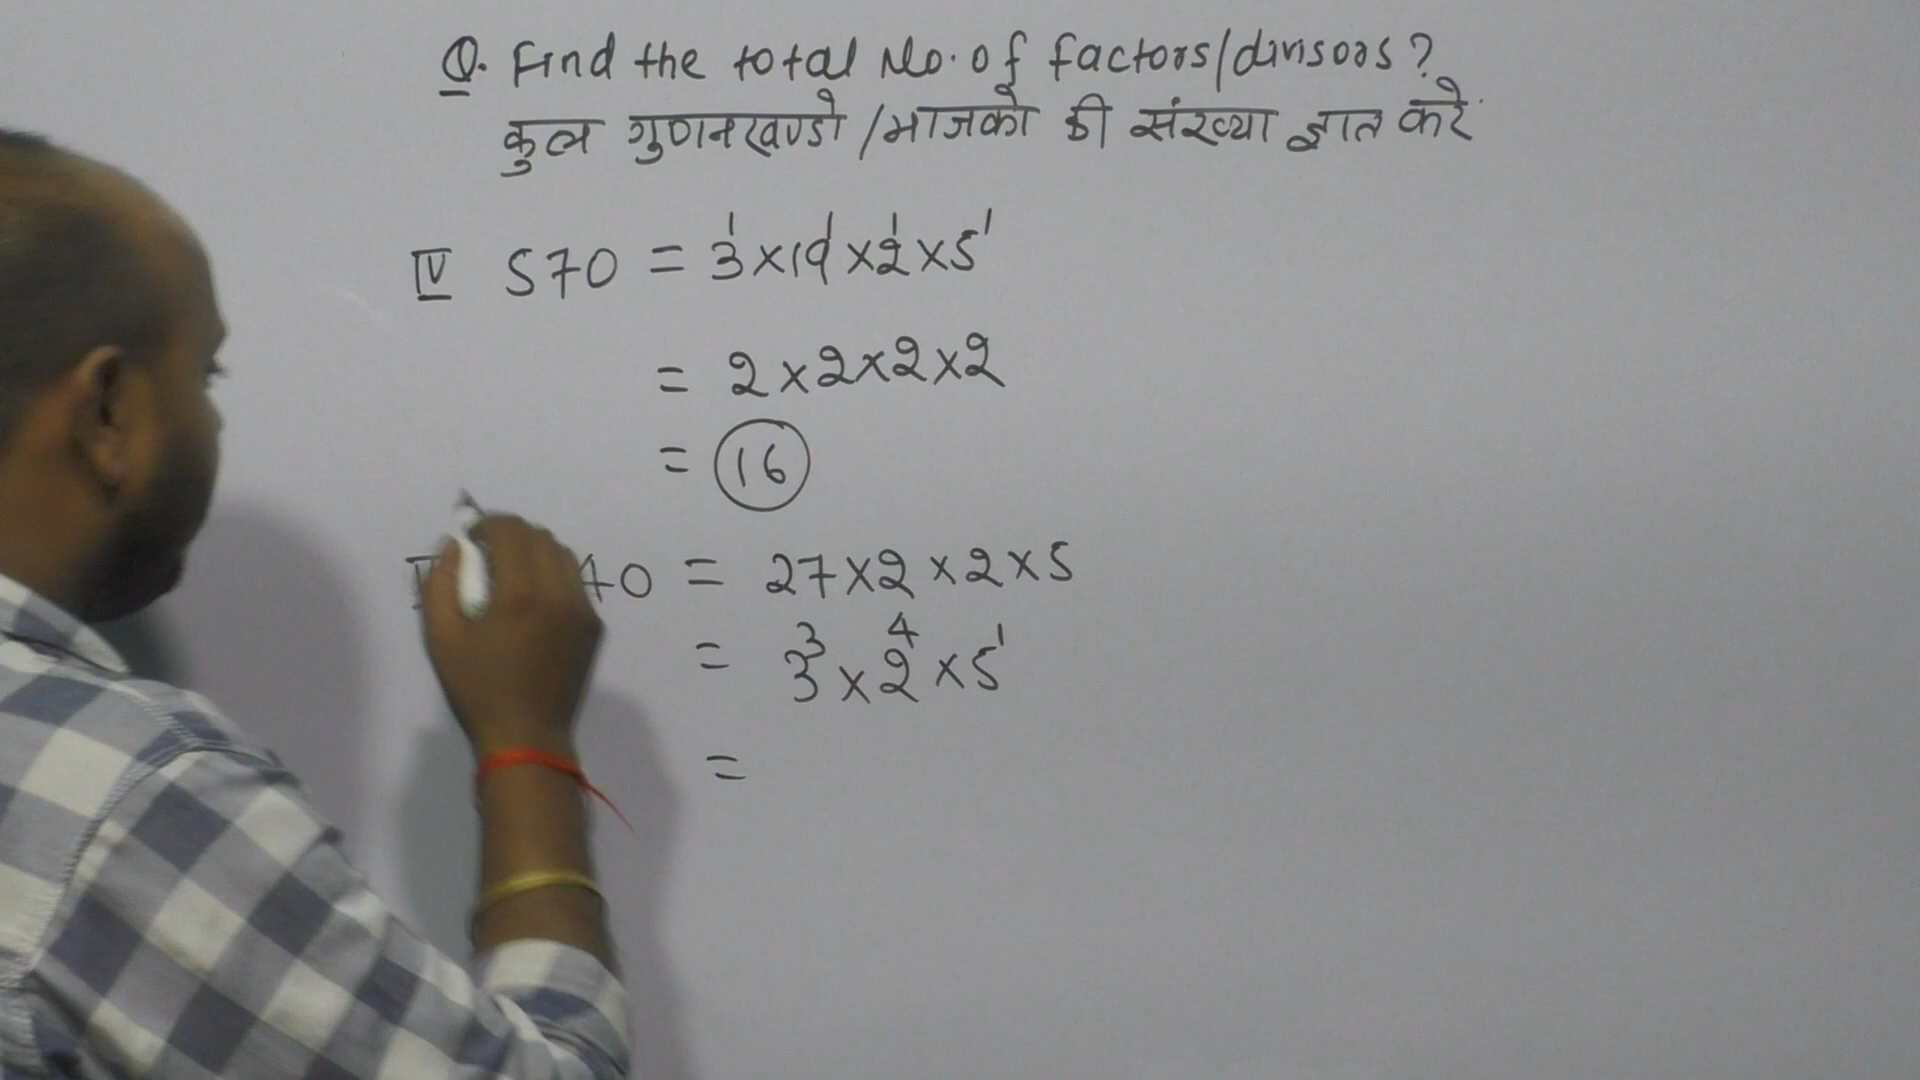 Q. Find the total No. of factors/divisors?
कुल गुणनखण्डो /भाजको की संख्या ज्ञात करे
IV 570 = 3¹×19¹×2¹×5¹
= 2×2×2×2
= 16
40 = 27×2×2×5
= 3³×2⁴×5¹
=